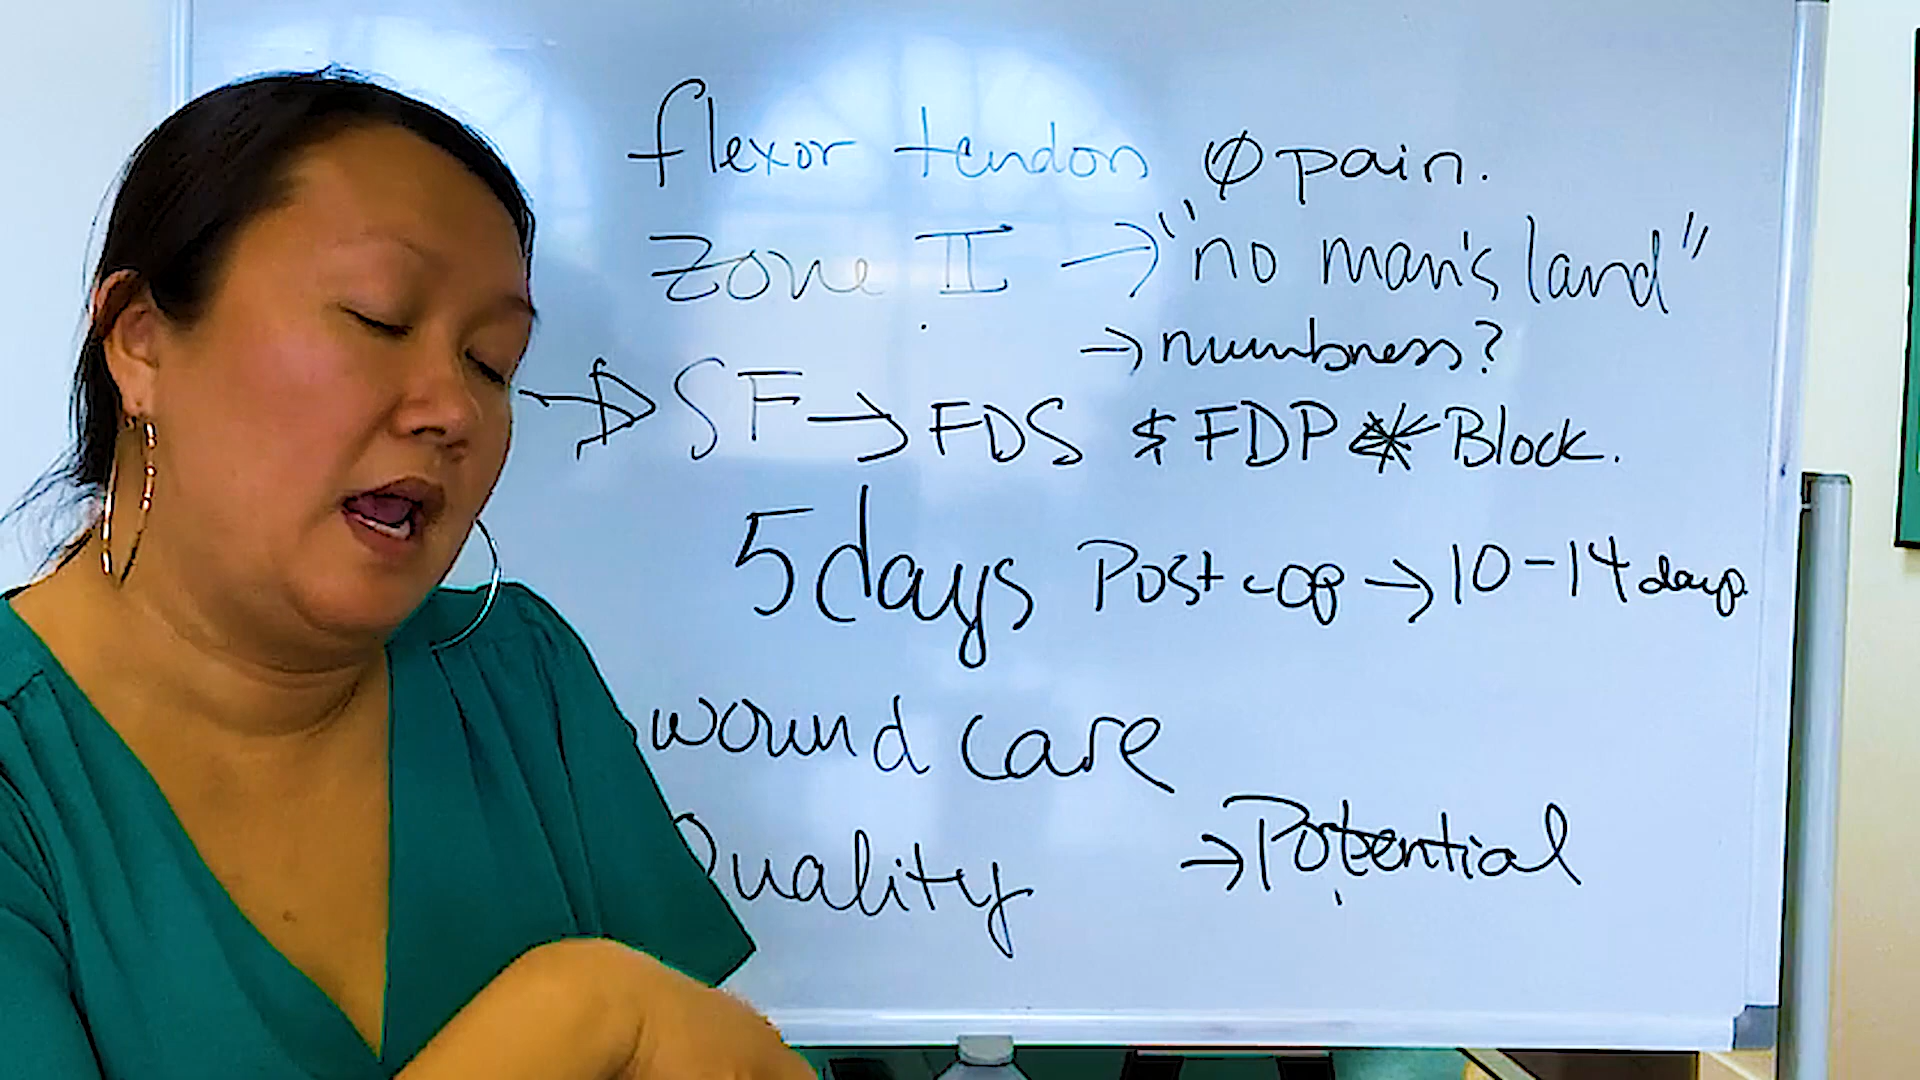 flexor tendon ∅ pain.
Zone II → "no man's land"
→ numbness?
→ SF → FDS & FDP * Block.
5 days Post-op → 10-14 days
wound care
Quality → Potential